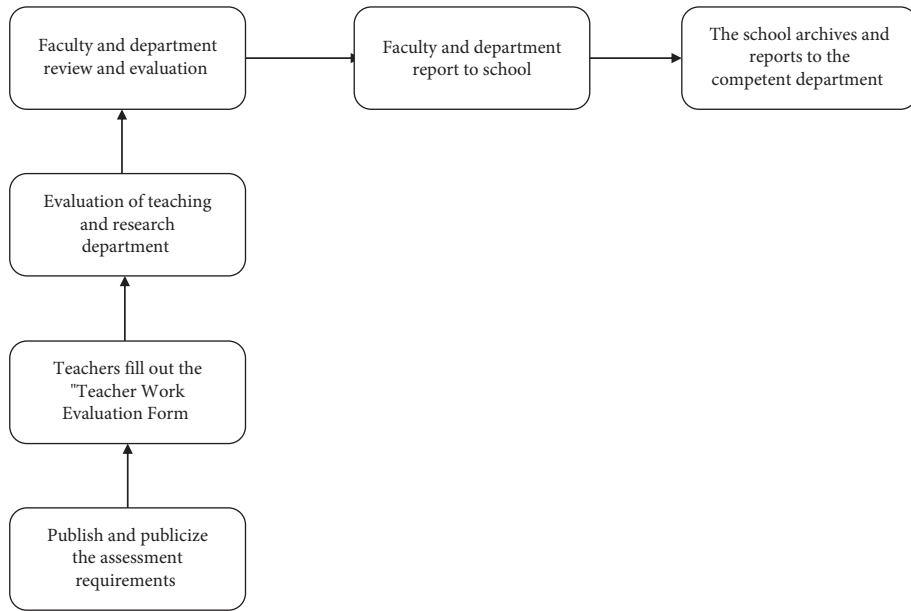 Faculty and department
review and evaluation
Faculty and department
report to school
The school archives and
reports to the
competent department
Evaluation of teaching
and research
department
Teachers fill out the
"Teacher Work
Evaluation Form
Publish and publicize
the assessment
requirements